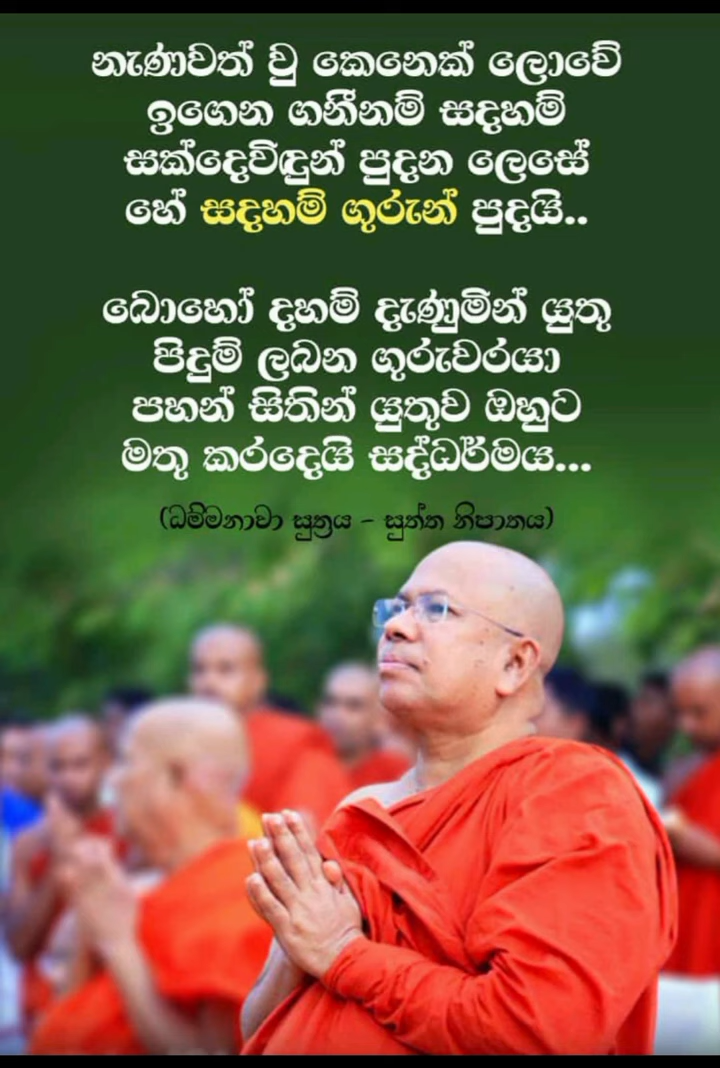 නැණවත් වු කෙනෙක් ලොවේ
ඉගෙන ගනීනම් සදහම්
සක්දෙවිඳුන් පුදන ලෙසේ
හේ සදහම් ගුරුන් පුදයි..
බොහෝ දහම් දැණුමින් යුතු
පිදුම් ලබන ගුරුවරයා
පහන් සිතින් යුතුව ඔහුට
මතු කරදෙයි සද්ධර්මය...
(ධම්මනාවා සුත්‍රය - සුත්ත නිපාතය)